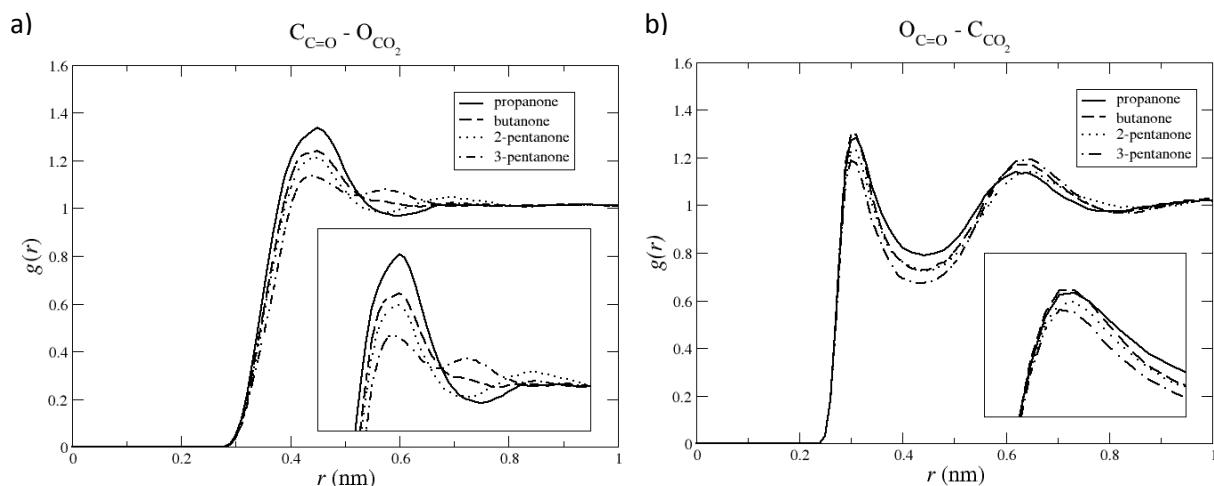 a)
C_C=O - O_CO2
1.6
1.4
1.2
1
0.8
0.6
0.4
0.2
0
g(r)
propanone
butanone
2-pentanone
3-pentanone
0 0.2 0.4 0.6 0.8 1
r (nm)
b)
O_C=O - C_CO2
1.6
1.4
1.2
1
0.8
0.6
0.4
0.2
0
g(r)
propanone
butanone
2-pentanone
3-pentanone
0 0.2 0.4 0.6 0.8 1
r (nm)